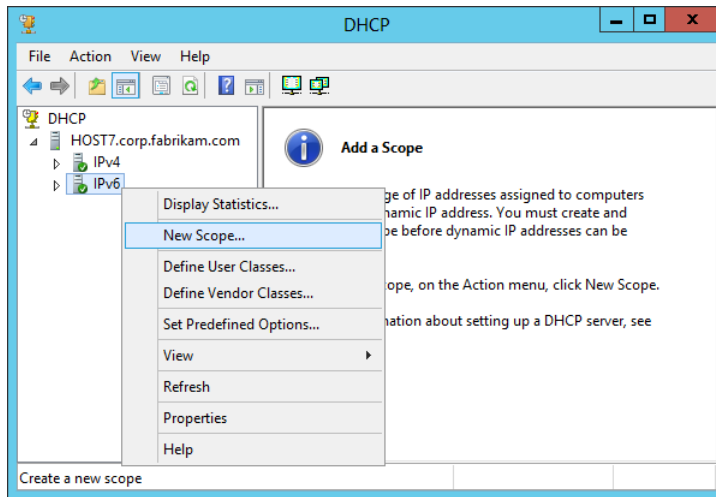 DHCP
File Action View Help
DHCP
HOST7.corp.fabrikam.com
IPv4
IPv6
Add a Scope
ge of IP addresses assigned to computers
namic IP address. You must create and
pe before dynamic IP addresses can be
ope, on the Action menu, click New Scope.
nation about setting up a DHCP server, see
Display Statistics...
New Scope...
Define User Classes...
Define Vendor Classes...
Set Predefined Options...
View
Refresh
Properties
Help
Create a new scope